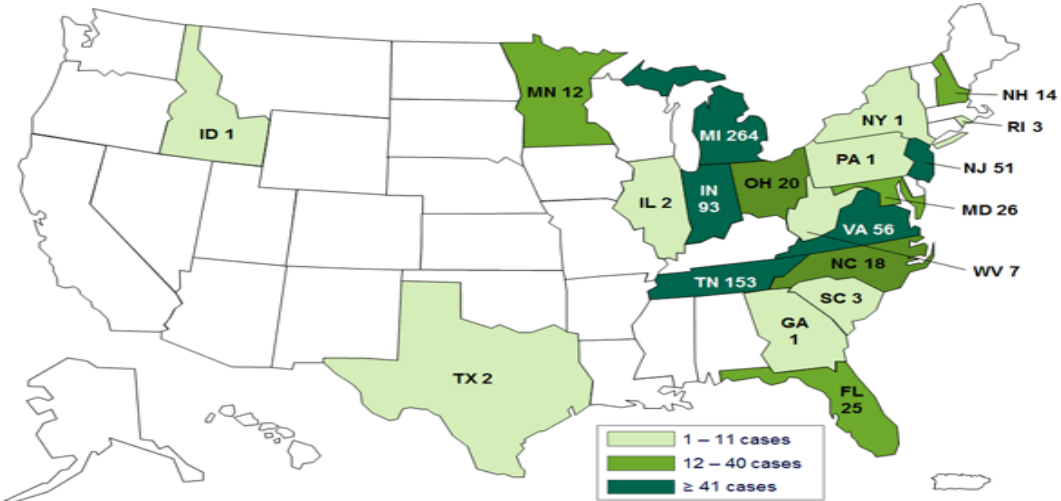 MN 12
NH 14
ID 1
NY 1
RI 3
MI 264
PA 1
NJ 51
OH 20
IN
93
IL 2
MD 26
VA 56
NC 18
WV 7
TN 153
SC 3
GA
1
TX 2
FL
25
1 – 11 cases
12 – 40 cases
≥ 41 cases